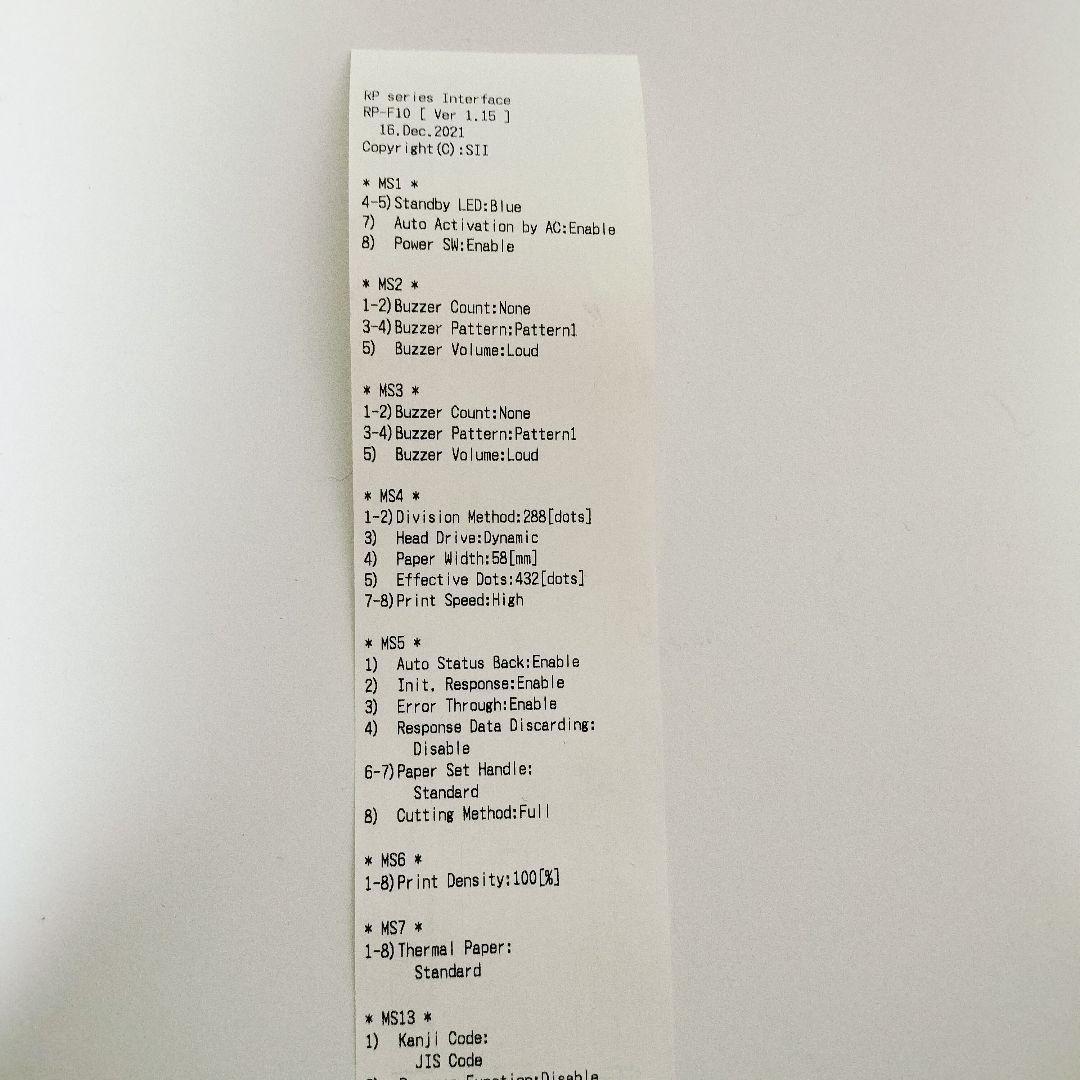 RP series Interface
RP-F10 [ Ver 1.15 ]
16.Dec.2021
Copyright(C):SII
* MS1 *
4-5)Standby LED:Blue
7) Auto Activation by AC:Enable
8) Power SW:Enable
* MS2 *
1-2)Buzzer Count:None
3-4)Buzzer Pattern:Pattern1
5) Buzzer Volume:Loud
* MS3 *
1-2)Buzzer Count:None
3-4)Buzzer Pattern:Pattern1
5) Buzzer Volume:Loud
* MS4 *
1-2)Division Method:288[dots]
3) Head Drive:Dynamic
4) Paper Width:58[mm]
5) Effective Dots:432[dots]
7-8)Print Speed:High
* MS5 *
1) Auto Status Back:Enable
2) Init. Response:Enable
3) Error Through:Enable
4) Response Data Discarding:
Disable
6-7)Paper Set Handle:
Standard
8) Cutting Method:Full
* MS6 *
1-8)Print Density:100[%]
* MS7 *
1-8)Thermal Paper:
Standard
* MS13 *
1) Kanji Code:
JIS Code
Function:Disable